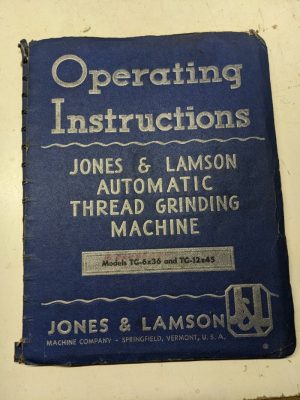 Operating
Instructions
JONES & LAMSON
AUTOMATIC
THREAD GRINDING
MACHINE
Models TG-6x36 and TG-12x45
JONES & LAMSON
MACHINE COMPANY - SPRINGFIELD, VERMONT, U. S. A.
J&L